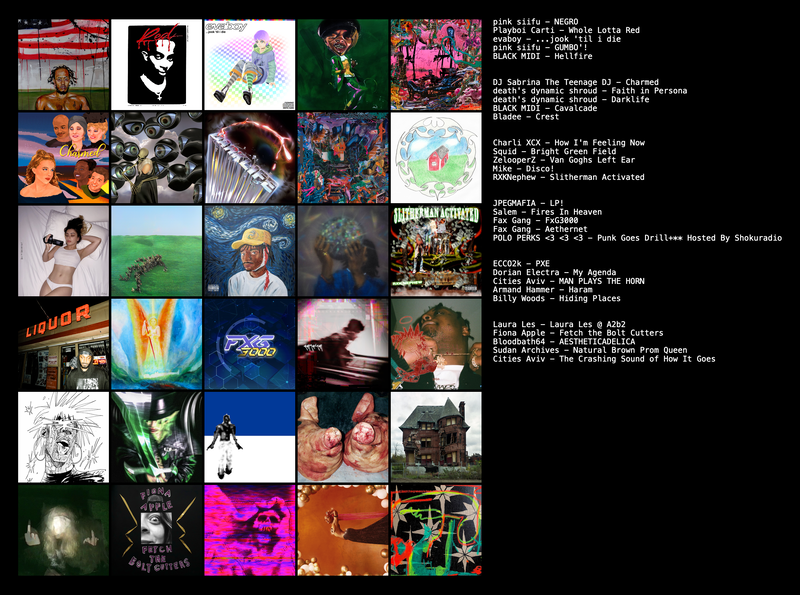 pink siifu - NEGRO
Playboi Carti - Whole Lotta Red
evaboy - ...jook 'til i die
pink siifu - GUMBO'!
BLACK MIDI - Hellfire
DJ Sabrina The Teenage DJ - Charmed
death's dynamic shroud - Faith in Persona
death's dynamic shroud - Darklife
BLACK MIDI - Cavalcade
Bladee - Crest
Charli XCX - How I'm Feeling Now
Squid - Bright Green Field
ZelooperZ - Van Goghs Left Ear
Mike - Disco!
RXKNephew - Slitherman Activated
JPEGMAFIA - LP!
Salem - Fires In Heaven
Fax Gang - FxG3000
Fax Gang - Aethernet
POLO PERKS <3 <3 <3 - Punk Goes Drill+** Hosted By Shokuradio
ECCO2k - PXE
Dorian Electra - My Agenda
Cities Aviv - MAN PLAYS THE HORN
Armand Hammer - Haram
Billy Woods - Hiding Places
Laura Les - Laura Les @ A2b2
Fiona Apple - Fetch the Bolt Cutters
Bloodbath64 - AESTHETICADELICA
Sudan Archives - Natural Brown Prom Queen
Cities Aviv - The Crashing Sound of How It Goes
Red
evaboy
Charmed
DARKLIFE
SLITHERMAN ACTIVATED
LIQUOR
FXG
3000
FIONA
APPLE
FETCH
THE
BOLT CUTTERS